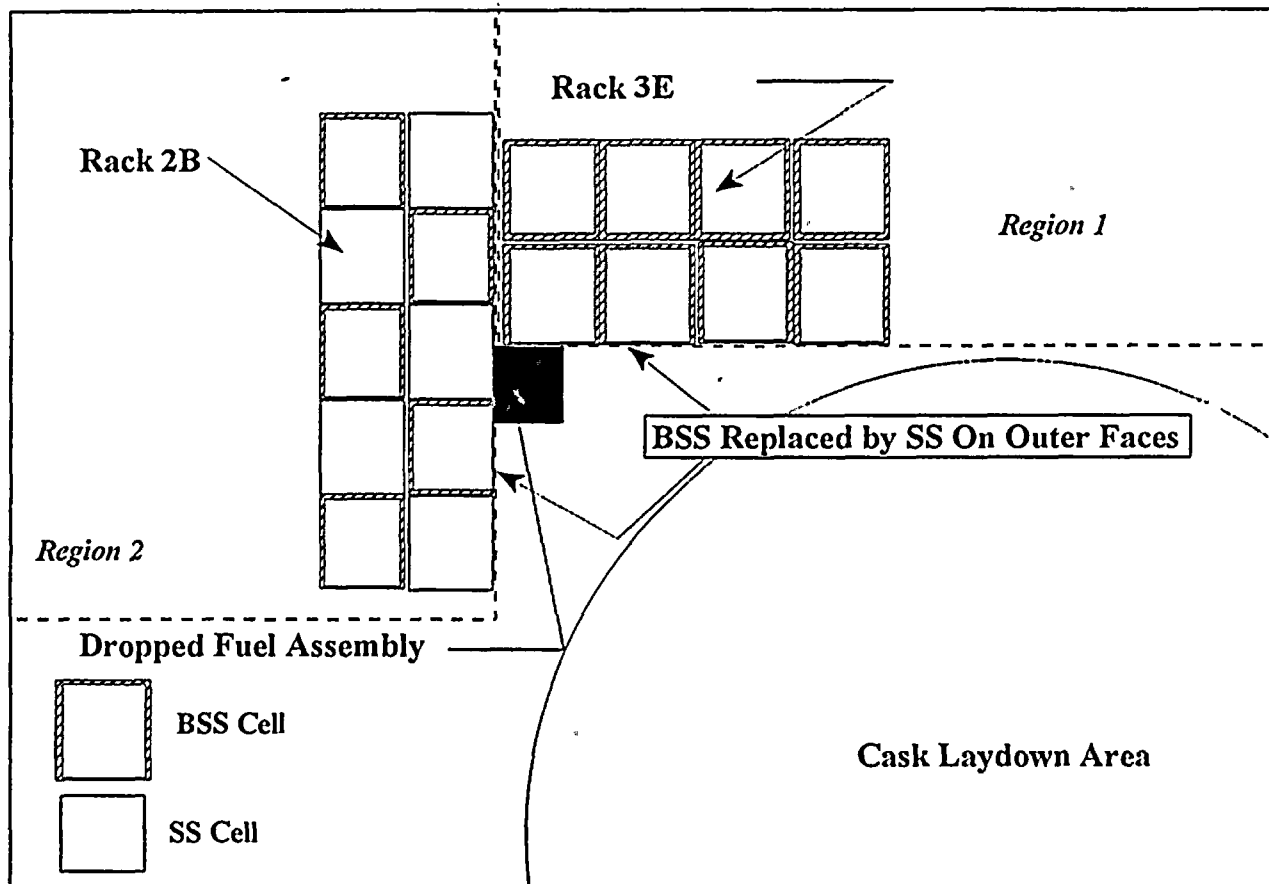 Rack 3E
Rack 2B
Region 1
BSS Replaced by SS On Outer Faces
Region 2
Dropped Fuel Assembly
BSS Cell
Cask Laydown Area
SS Cell